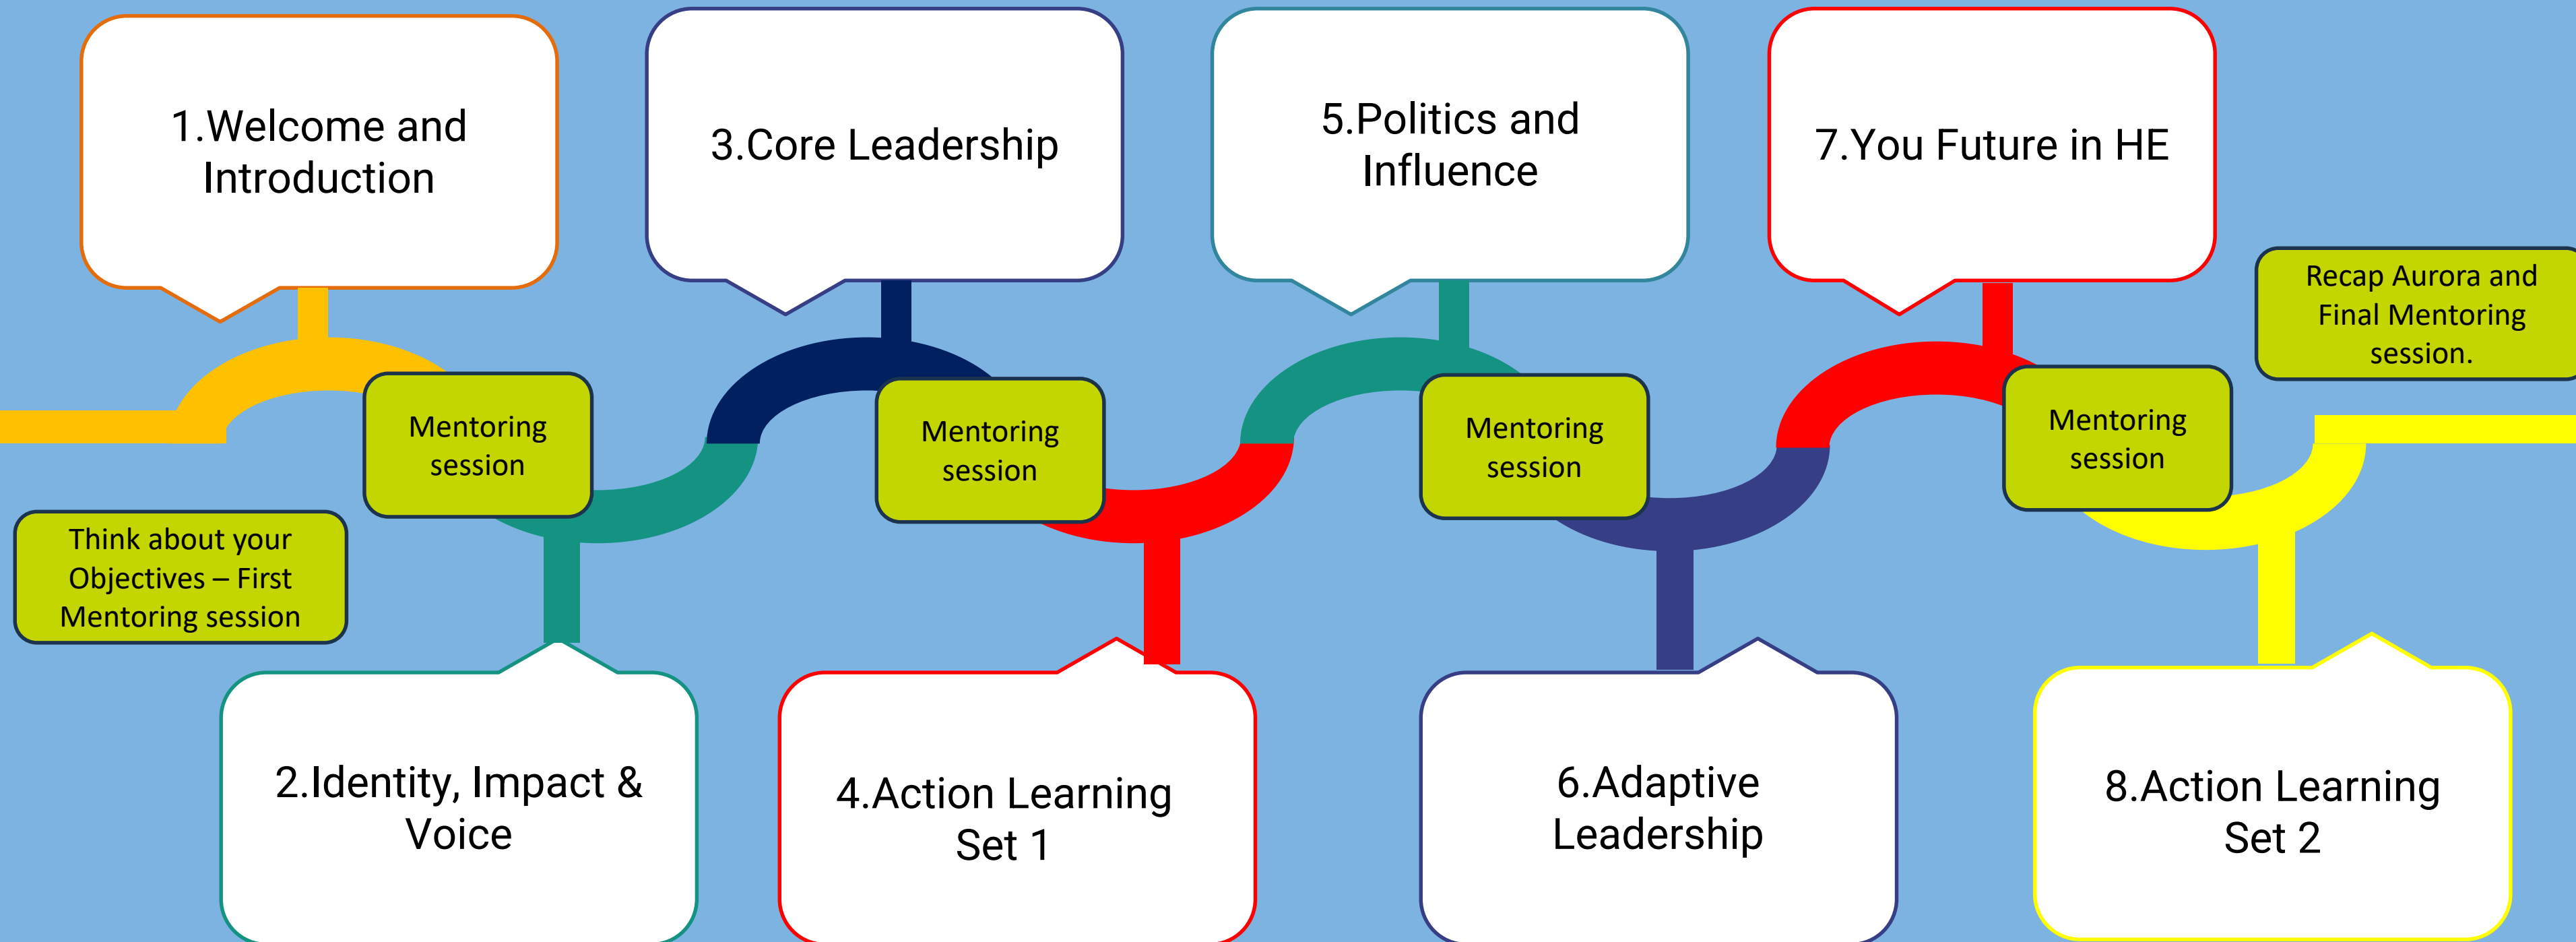 1.Welcome and
Introduction
3.Core Leadership
5.Politics and
Influence
7.You Future in HE
Recap Aurora and
Final Mentoring
session.
Mentoring
session
Mentoring
session
Mentoring
session
Mentoring
session
Think about your
Objectives – First
Mentoring session
2.Identity, Impact &
Voice
4.Action Learning
Set 1
6.Adaptive
Leadership
8.Action Learning
Set 2